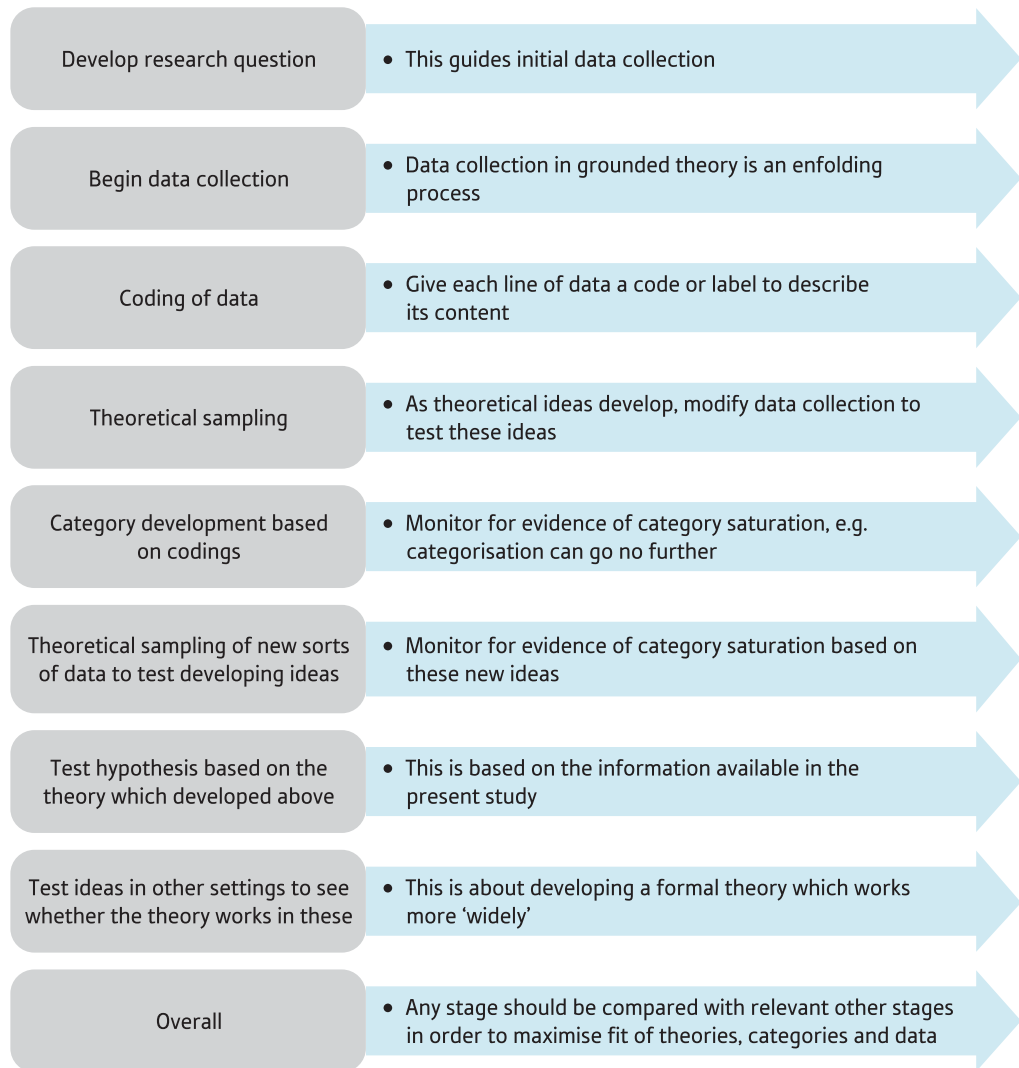 Develop research question
• This guides initial data collection
Begin data collection
• Data collection in grounded theory is an enfolding
process
Coding of data
• Give each line of data a code or label to describe
its content
Theoretical sampling
• As theoretical ideas develop, modify data collection to
test these ideas
Category development based
on codings
• Monitor for evidence of category saturation, e.g.
categorisation can go no further
Theoretical sampling of new sorts
of data to test developing ideas
• Monitor for evidence of category saturation based on
these new ideas
Test hypothesis based on the
theory which developed above
• This is based on the information available in the
present study
Test ideas in other settings to see
whether the theory works in these
• This is about developing a formal theory which works
more ‘widely’
Overall
• Any stage should be compared with relevant other stages
in order to maximise fit of theories, categories and data